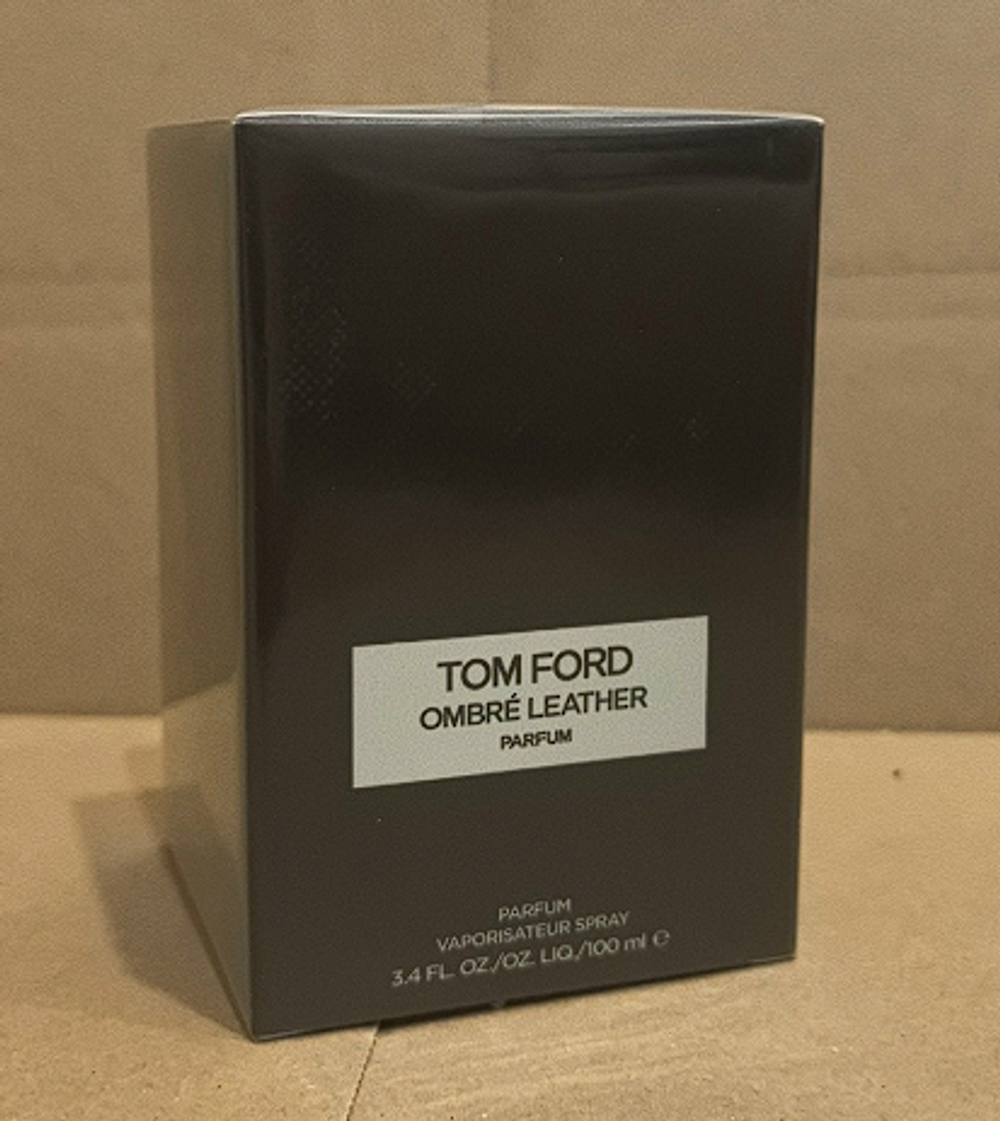 TOM FORD
OMBRÉ LEATHER
PARFUM
PARFUM
VAPORISATEUR SPRAY
3.4 FL. OZ./OZ. LIQ./100 ml ℮